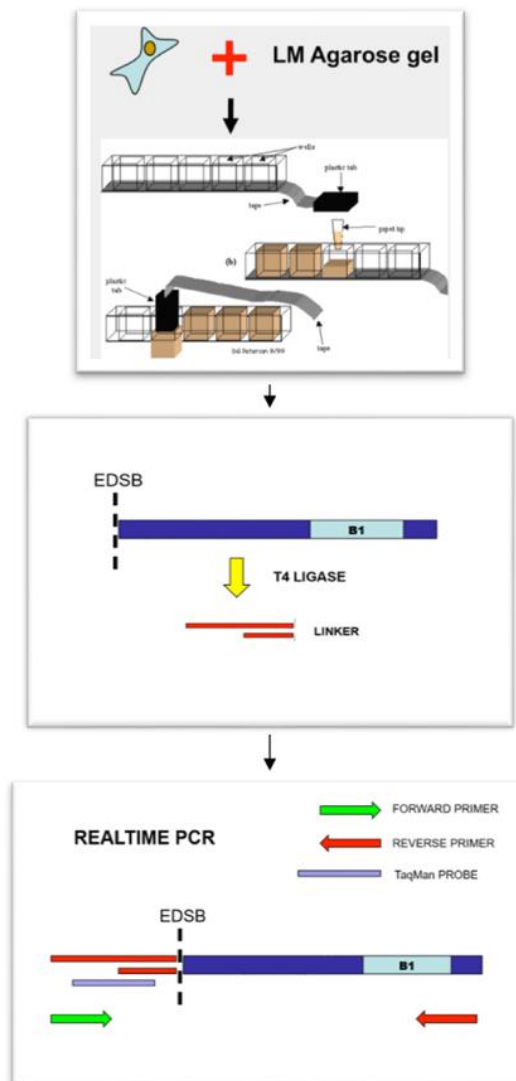 LM Agarose gel
wells
plastic tab
tape
pipet tip
(b)
plastic
tab
tape
EDSB
B1
T4 LIGASE
LINKER
FORWARD PRIMER
REALTIME PCR
REVERSE PRIMER
TaqMan PROBE
EDSB
B1